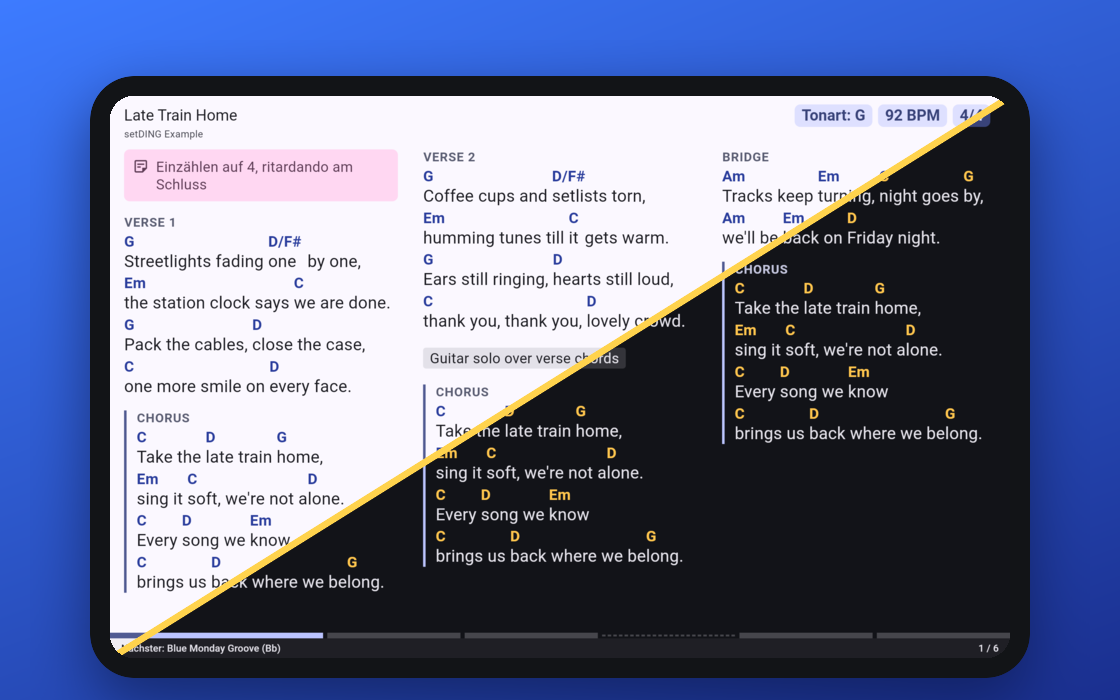 Late Train Home
setDING Example
Tonart: G 92 BPM 4/4
Einzählen auf 4, ritardando am
Schluss
VERSE 1
G D/F#
Streetlights fading one by one,
Em C
the station clock says we are done.
G D
Pack the cables, close the case,
C D
one more smile on every face.
CHORUS
C D G
Take the late train home,
Em C D
sing it soft, we're not alone.
C D Em
Every song we know
C D G
brings us back where we belong.
VERSE 2
G D/F#
Coffee cups and setlists torn,
Em C
humming tunes till it gets warm.
G D
Ears still ringing, hearts still loud,
C D
thank you, thank you, lovely crowd.
Guitar solo over verse chords
CHORUS
C D G
Take the late train home,
Em C D
sing it soft, we're not alone.
C D Em
Every song we know
C D G
brings us back where we belong.
BRIDGE
Am Em G
Tracks keep turning, night goes by,
Am Em D
we'll be back on Friday night.
CHORUS
C D G
Take the late train home,
Em C D
sing it soft, we're not alone.
C D Em
Every song we know
C D G
brings us back where we belong.
Nächster: Blue Monday Groove (Bb)
1 / 6